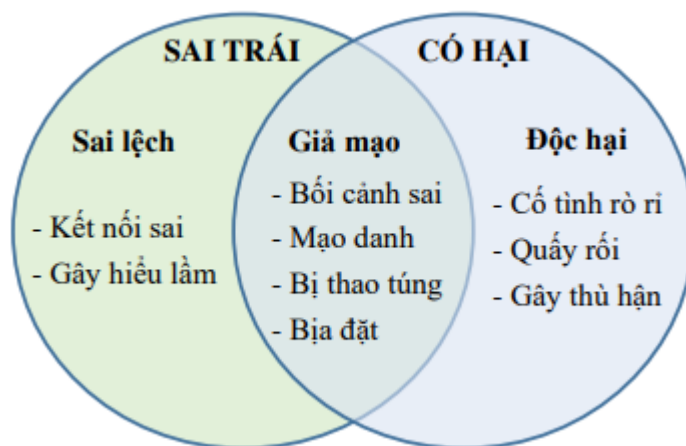 SAI TRÁI
CÓ HẠI
Sai lệch
- Kết nối sai
- Gây hiểu lầm
Giả mạo
- Bối cảnh sai
- Mạo danh
- Bị thao túng
- Bịa đặt
Độc hại
- Cố tình rò rỉ
- Quấy rối
- Gây thù hận